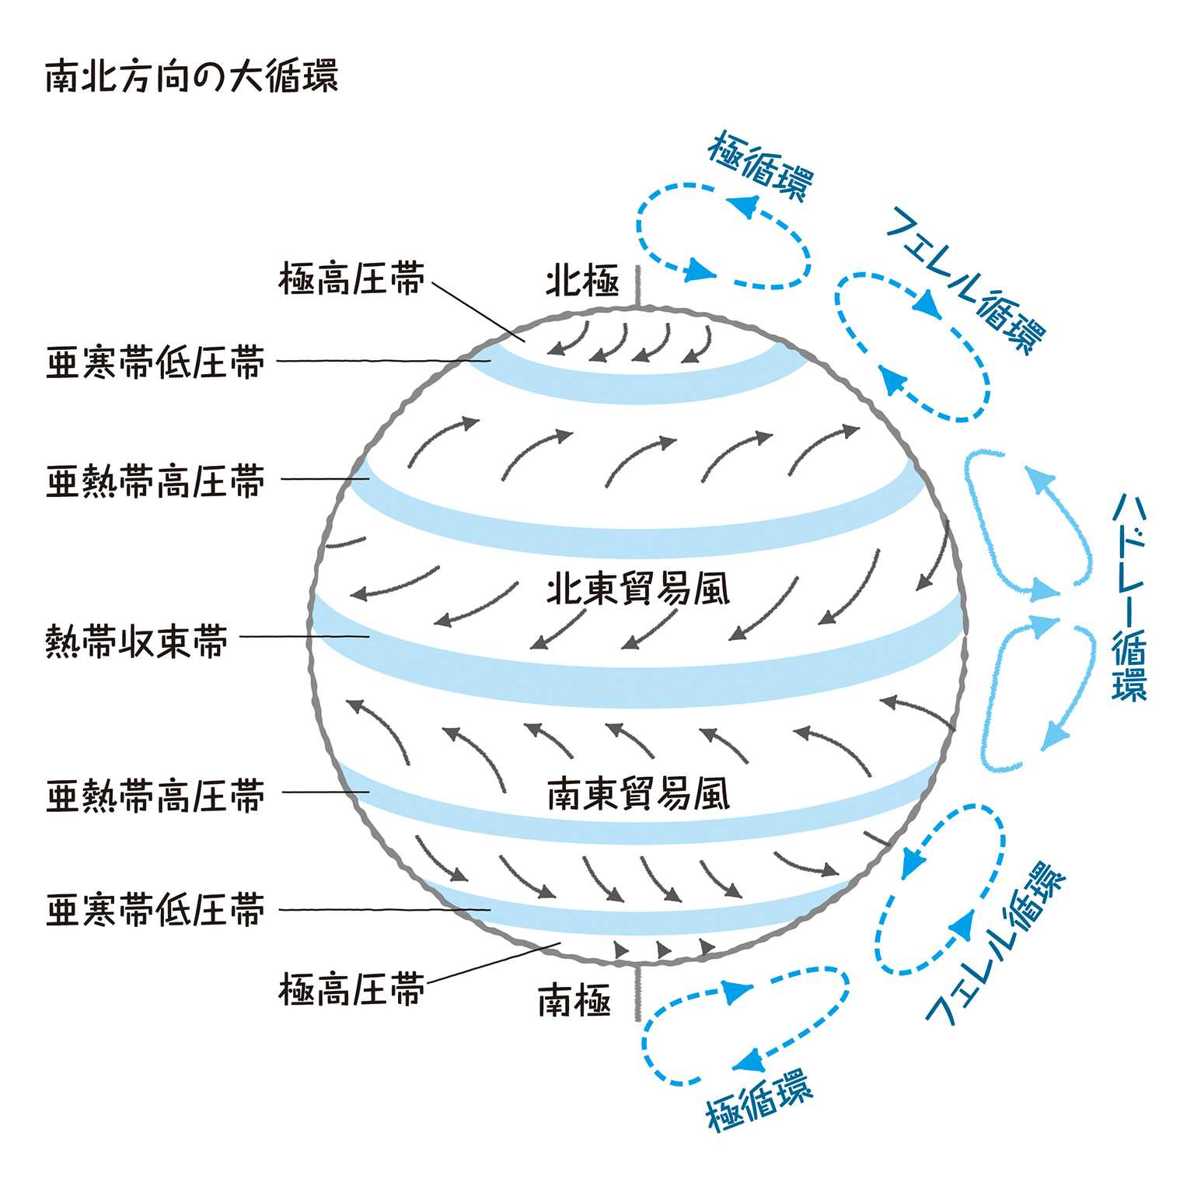 南北方向の大循環
極循環
フェレル循環
極高圧帯
北極
亜寒帯低圧帯
亜熱帯高圧帯
ハドレー循環
北東貿易風
熱帯収束帯
南東貿易風
亜熱帯高圧帯
亜寒帯低圧帯
フェレル循環
極高圧帯
南極
極循環